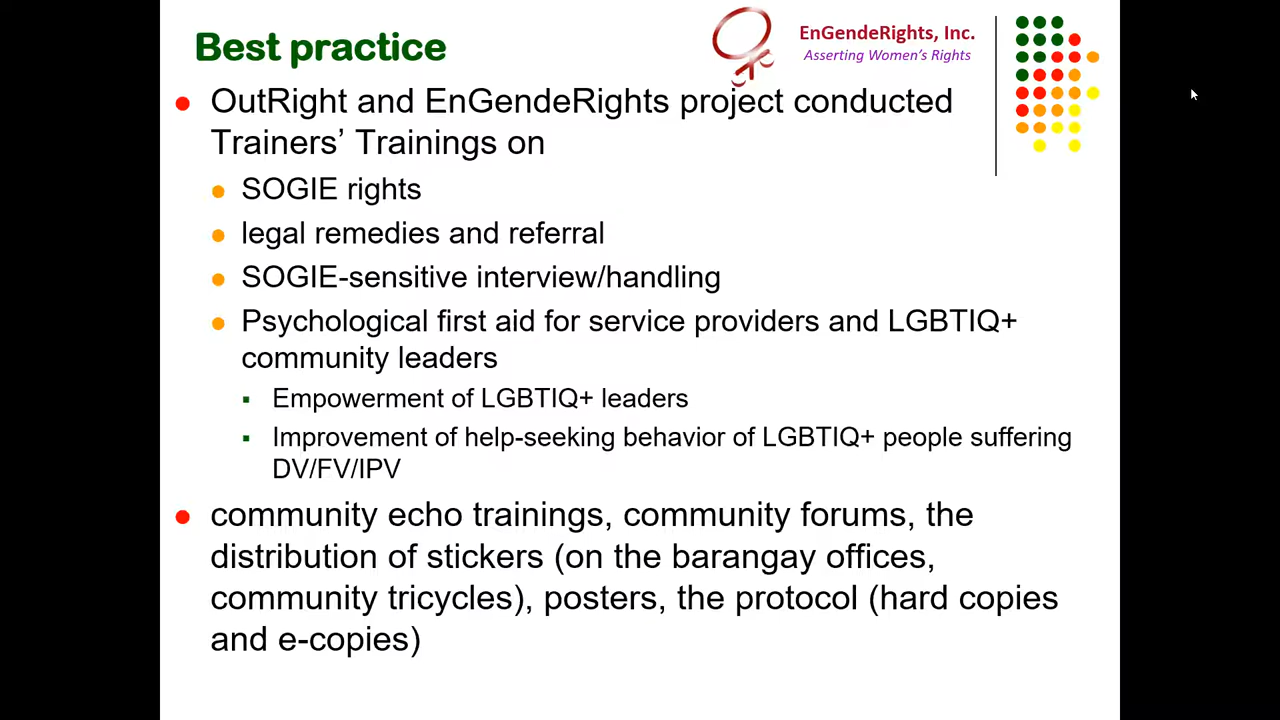 Best practice
EnGendeRights, Inc.
Asserting Women's Rights
OutRight and EnGendeRights project conducted
Trainers’ Trainings on
SOGIE rights
legal remedies and referral
SOGIE-sensitive interview/handling
Psychological first aid for service providers and LGBTIQ+
community leaders
Empowerment of LGBTIQ+ leaders
Improvement of help-seeking behavior of LGBTIQ+ people suffering
DV/FV/IPV
community echo trainings, community forums, the
distribution of stickers (on the barangay offices,
community tricycles), posters, the protocol (hard copies
and e-copies)